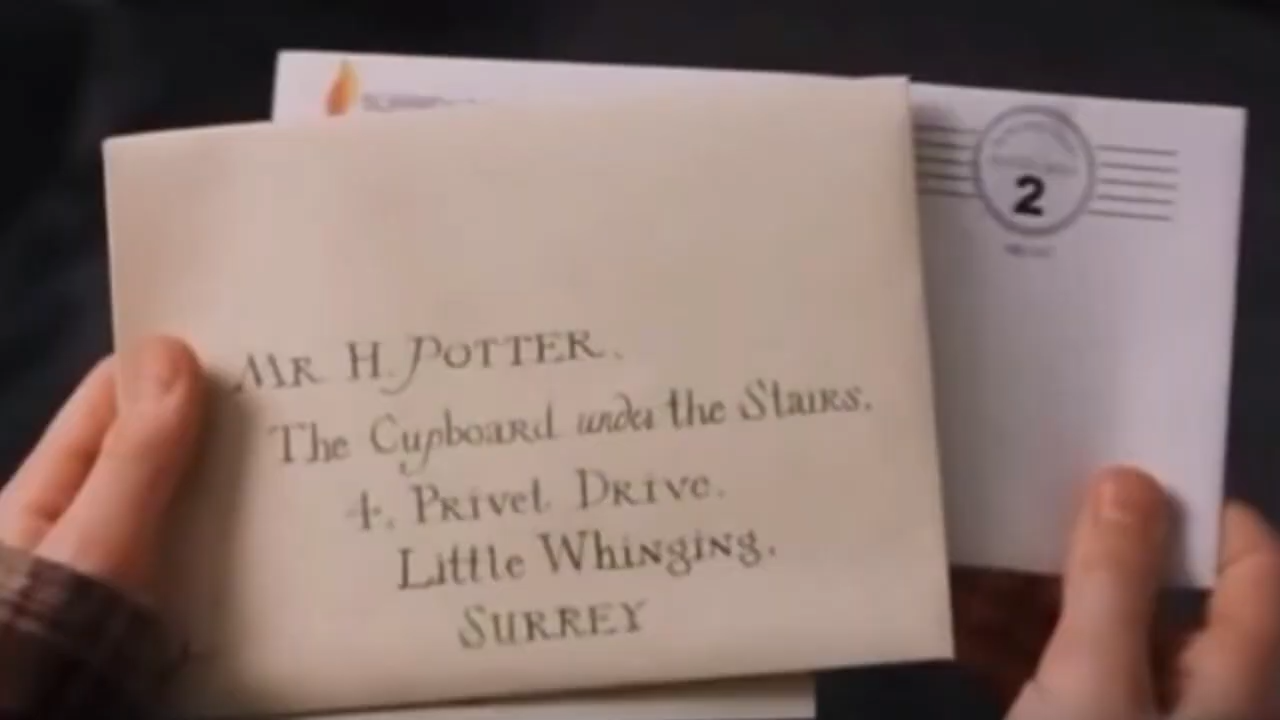 2
MR H. POTTER,
The Cupboard under the Stairs,
4, Privet Drive,
Little Whinging,
SURREY